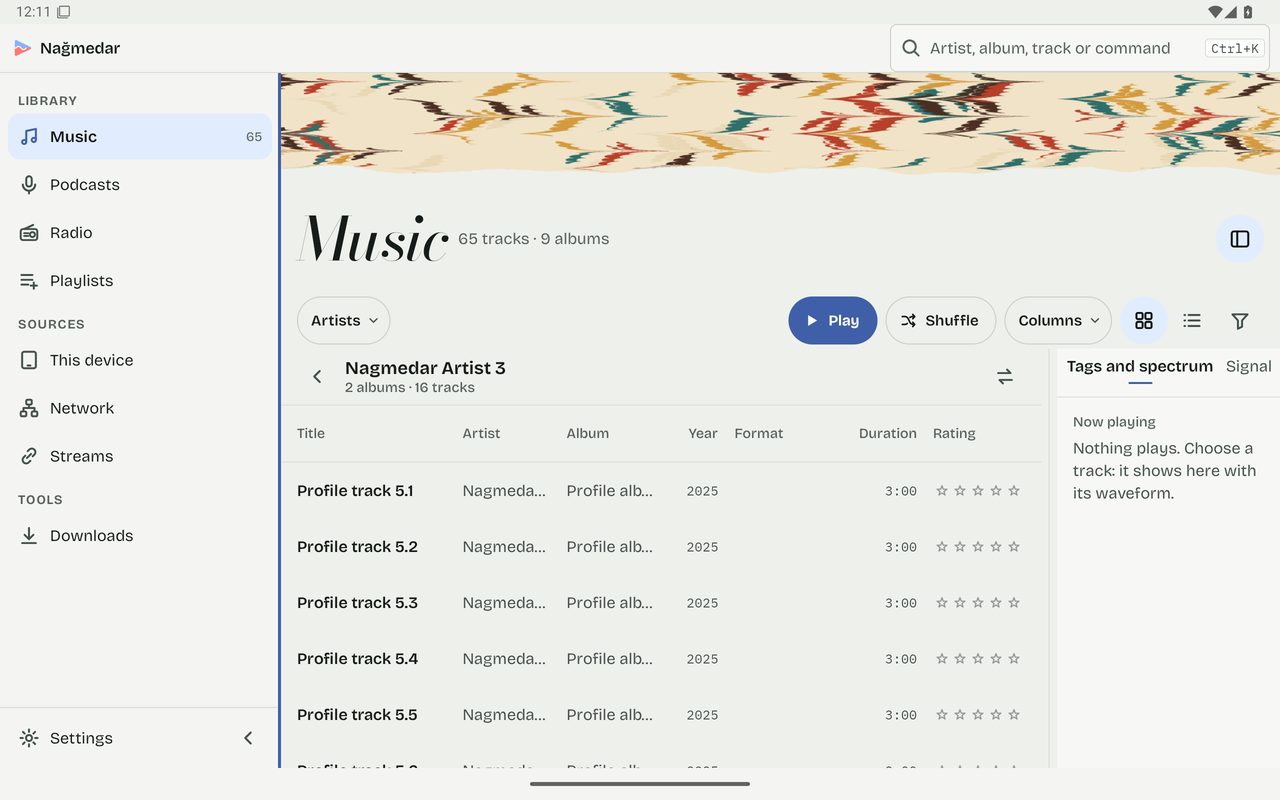 12:11
Nağmedar
Artist, album, track or command
Ctrl+K
LIBRARY
Music
65
Podcasts
Radio
Playlists
SOURCES
This device
Network
Streams
TOOLS
Downloads
Settings
Music
65 tracks · 9 albums
Artists
Play
Shuffle
Columns
Nagmedar Artist 3
2 albums · 16 tracks
Title Artist Album Year Format Duration Rating
Profile track 5.1 Nagmeda... Profile alb... 2025 3:00
Profile track 5.2 Nagmeda... Profile alb... 2025 3:00
Profile track 5.3 Nagmeda... Profile alb... 2025 3:00
Profile track 5.4 Nagmeda... Profile alb... 2025 3:00
Profile track 5.5 Nagmeda... Profile alb... 2025 3:00
Tags and spectrum
Signal
Now playing
Nothing plays. Choose a
track: it shows here with
its waveform.